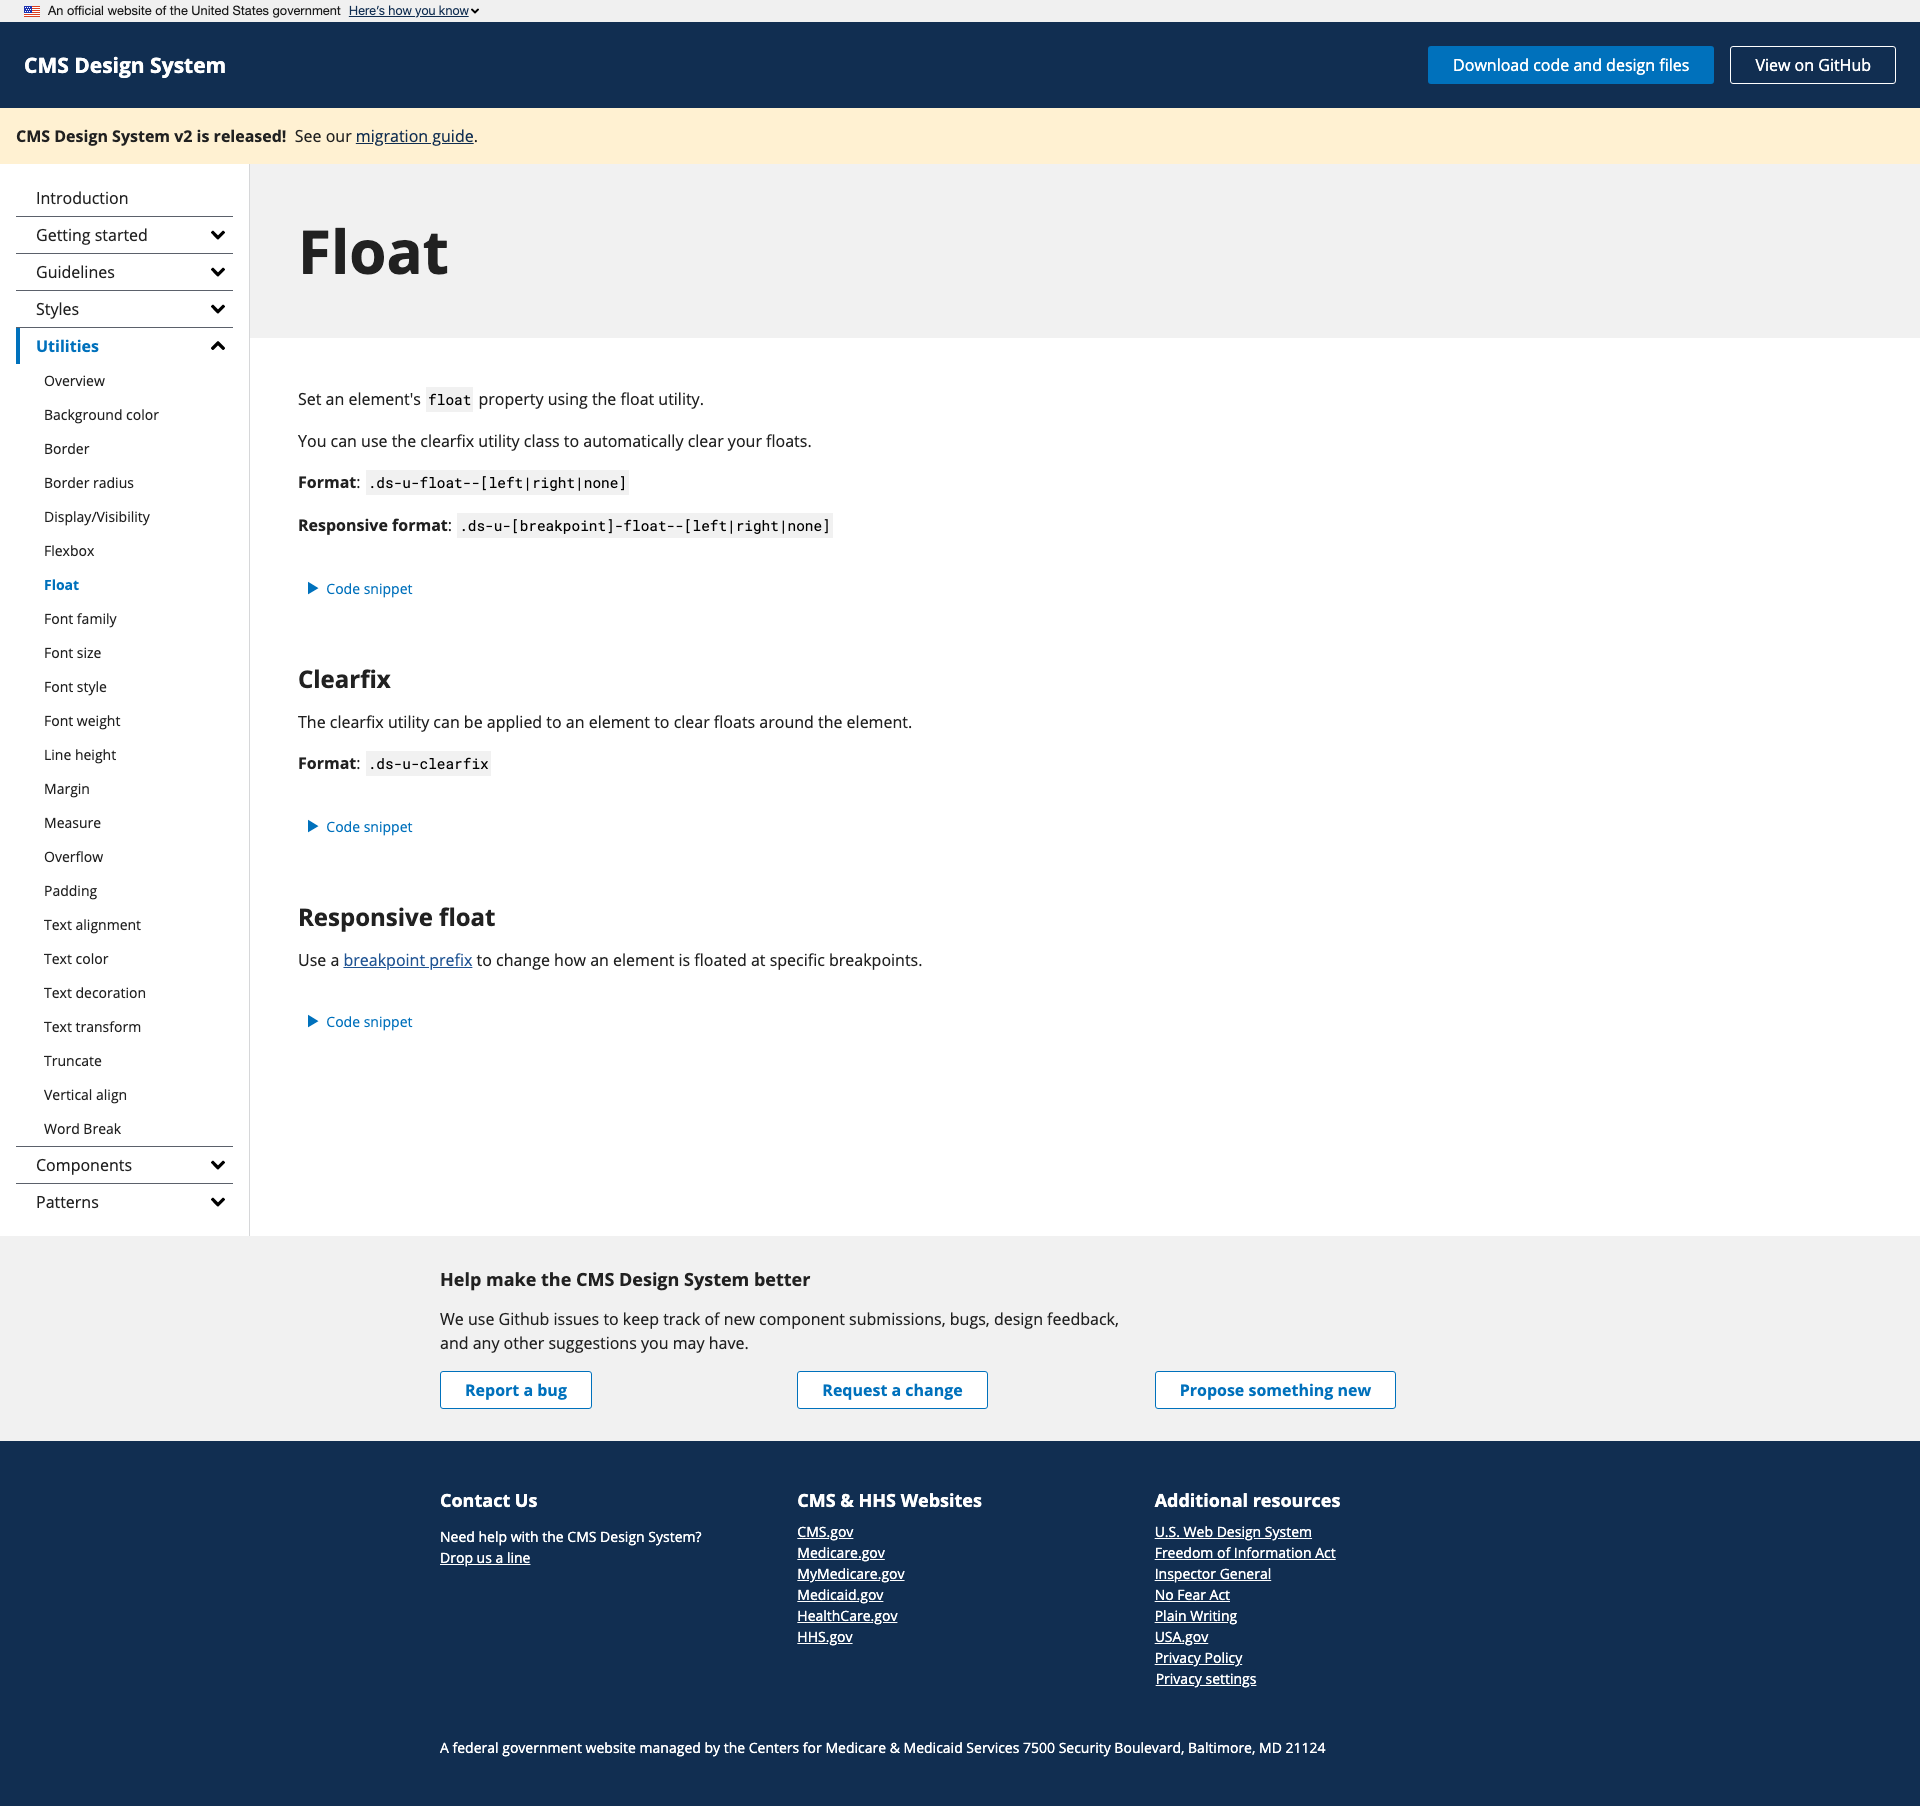 An official website of the United States government Here's how you know
CMS Design System
Download code and design files
View on GitHub
CMS Design System v2 is released! See our migration guide.
Introduction
Getting started
Guidelines
Styles
Utilities
Overview
Background color
Border
Border radius
Display/Visibility
Flexbox
Float
Font family
Font size
Font style
Font weight
Line height
Margin
Measure
Overflow
Padding
Text alignment
Text color
Text decoration
Text transform
Truncate
Vertical align
Word Break
Components
Patterns
Float
Set an element's float property using the float utility.
You can use the clearfix utility class to automatically clear your floats.
Format: .ds-u-float--[left|right|none]
Responsive format: .ds-u-[breakpoint]-float--[left|right|none]
Code snippet
Clearfix
The clearfix utility can be applied to an element to clear floats around the element.
Format: .ds-u-clearfix
Code snippet
Responsive float
Use a breakpoint prefix to change how an element is floated at specific breakpoints.
Code snippet
Help make the CMS Design System better
We use Github issues to keep track of new component submissions, bugs, design feedback,
and any other suggestions you may have.
Report a bug
Request a change
Propose something new
Contact Us
Need help with the CMS Design System?
Drop us a line
CMS & HHS Websites
CMS.gov
Medicare.gov
MyMedicare.gov
Medicaid.gov
HealthCare.gov
HHS.gov
Additional resources
U.S. Web Design System
Freedom of Information Act
Inspector General
No Fear Act
Plain Writing
USA.gov
Privacy Policy
Privacy settings
A federal government website managed by the Centers for Medicare & Medicaid Services 7500 Security Boulevard, Baltimore, MD 21124